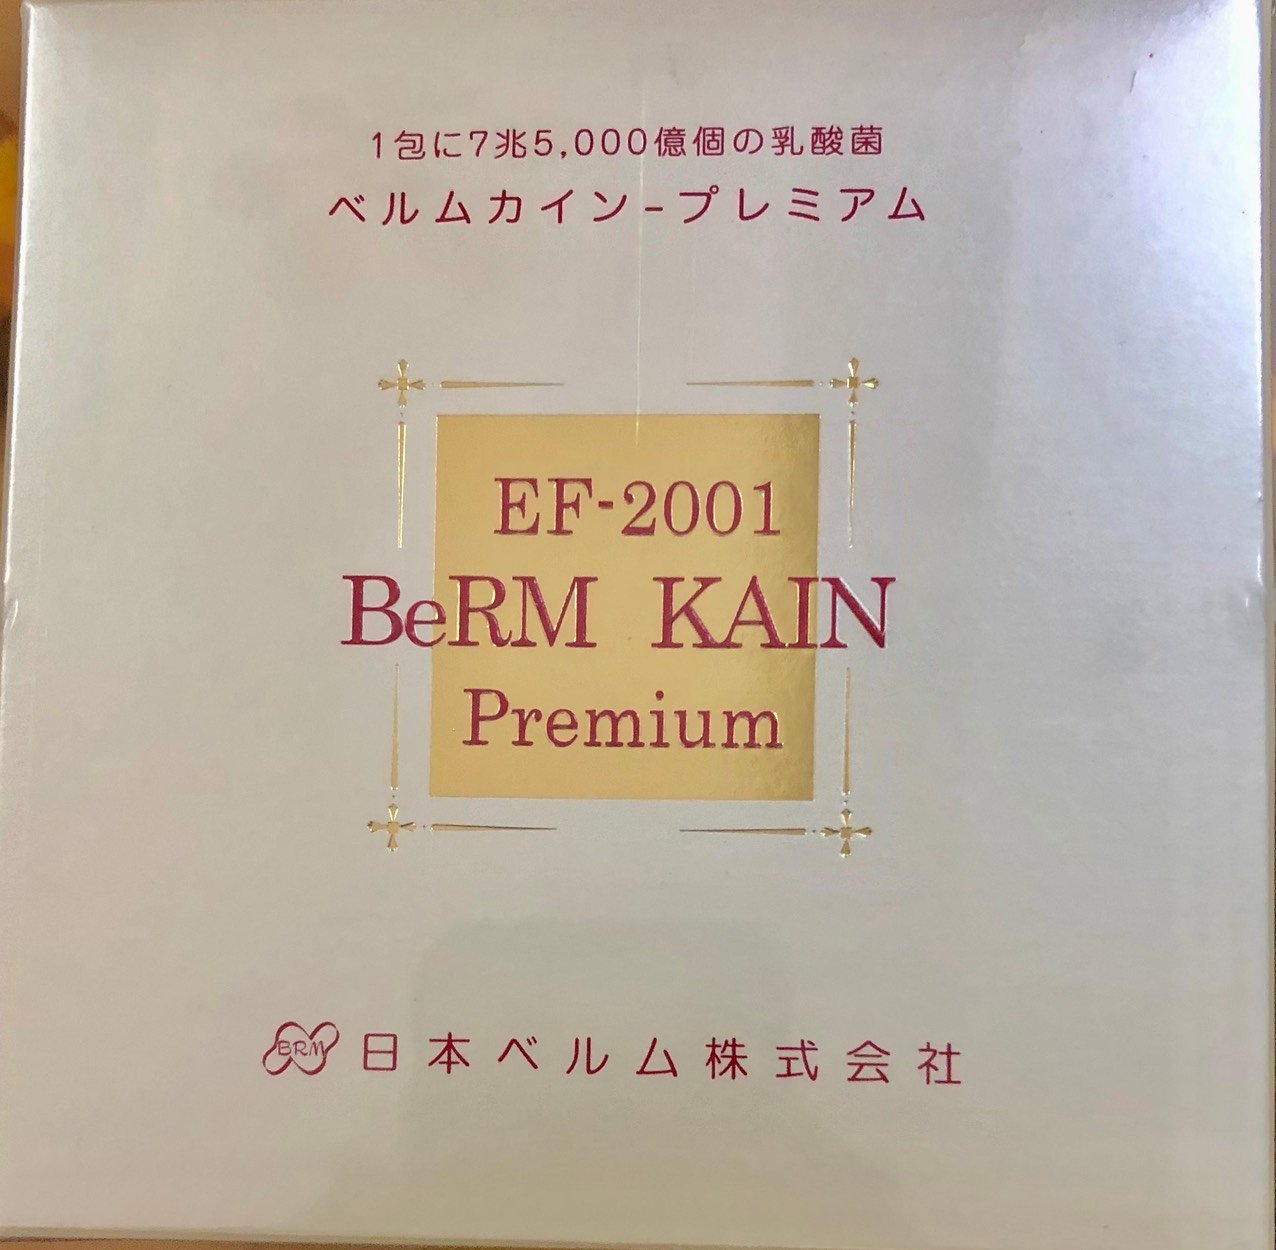 1包に7兆5,000億個の乳酸菌
ベルムカイン-プレミアム
EF-2001
BeRM KAIN
Premium
BRM 日本ベルム株式会社